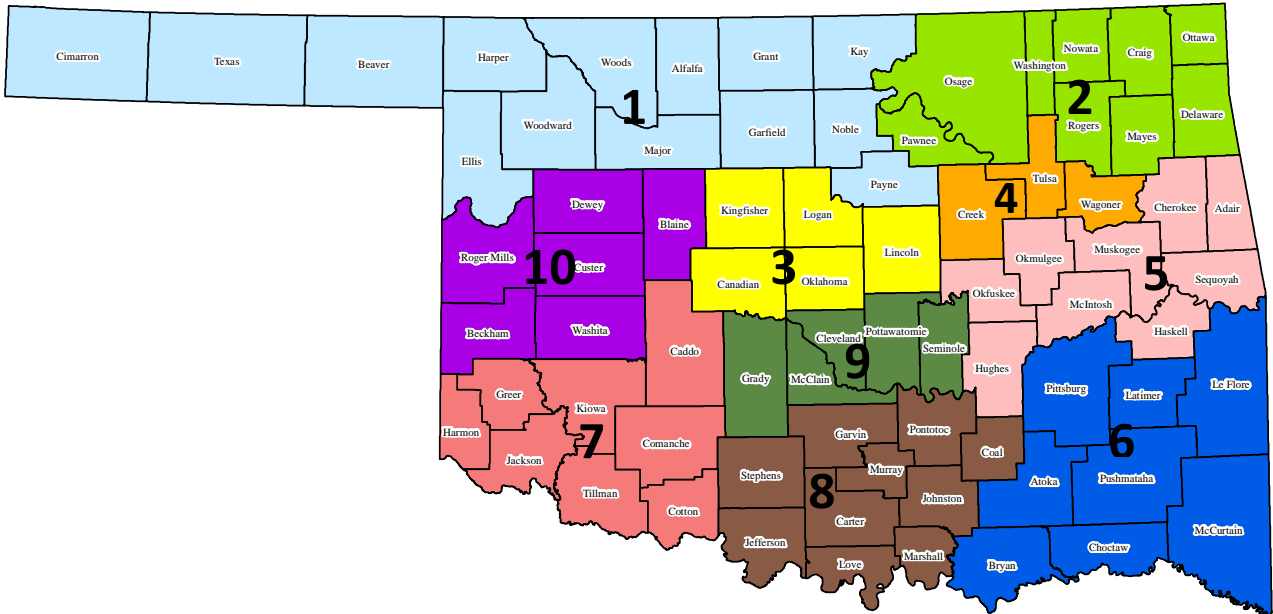 Cimarron
Texas
Beaver
Harper
Woods
Alfalfa
Grant
Kay
Osage
Washington
Nowata
Craig
Ottawa
Ellis
Woodward
1
Major
Garfield
Noble
Pawnee
2
Rogers
Mayes
Delaware
Payne
Dewey
Blaine
Kingfisher
Logan
Creek
4
Tulsa
Wagoner
Cherokee
Adair
Roger Mills
10
Custer
Canadian
3
Oklahoma
Lincoln
Okmulgee
Muskogee
5
Sequoyah
Okfuskee
McIntosh
Beckham
Washita
Caddo
Grady
McClain
Cleveland
9
Pottawatomie
Seminole
Hughes
Haskell
Pittsburg
Latimer
Le Flore
Greer
Kiowa
Harmon
Jackson
7
Comanche
Tillman
Cotton
Stephens
Garvin
Murray
Pontotoc
Coal
8
Carter
Johnston
Atoka
6
Pushmataha
Jefferson
Love
Marshall
Bryan
Choctaw
McCurtain